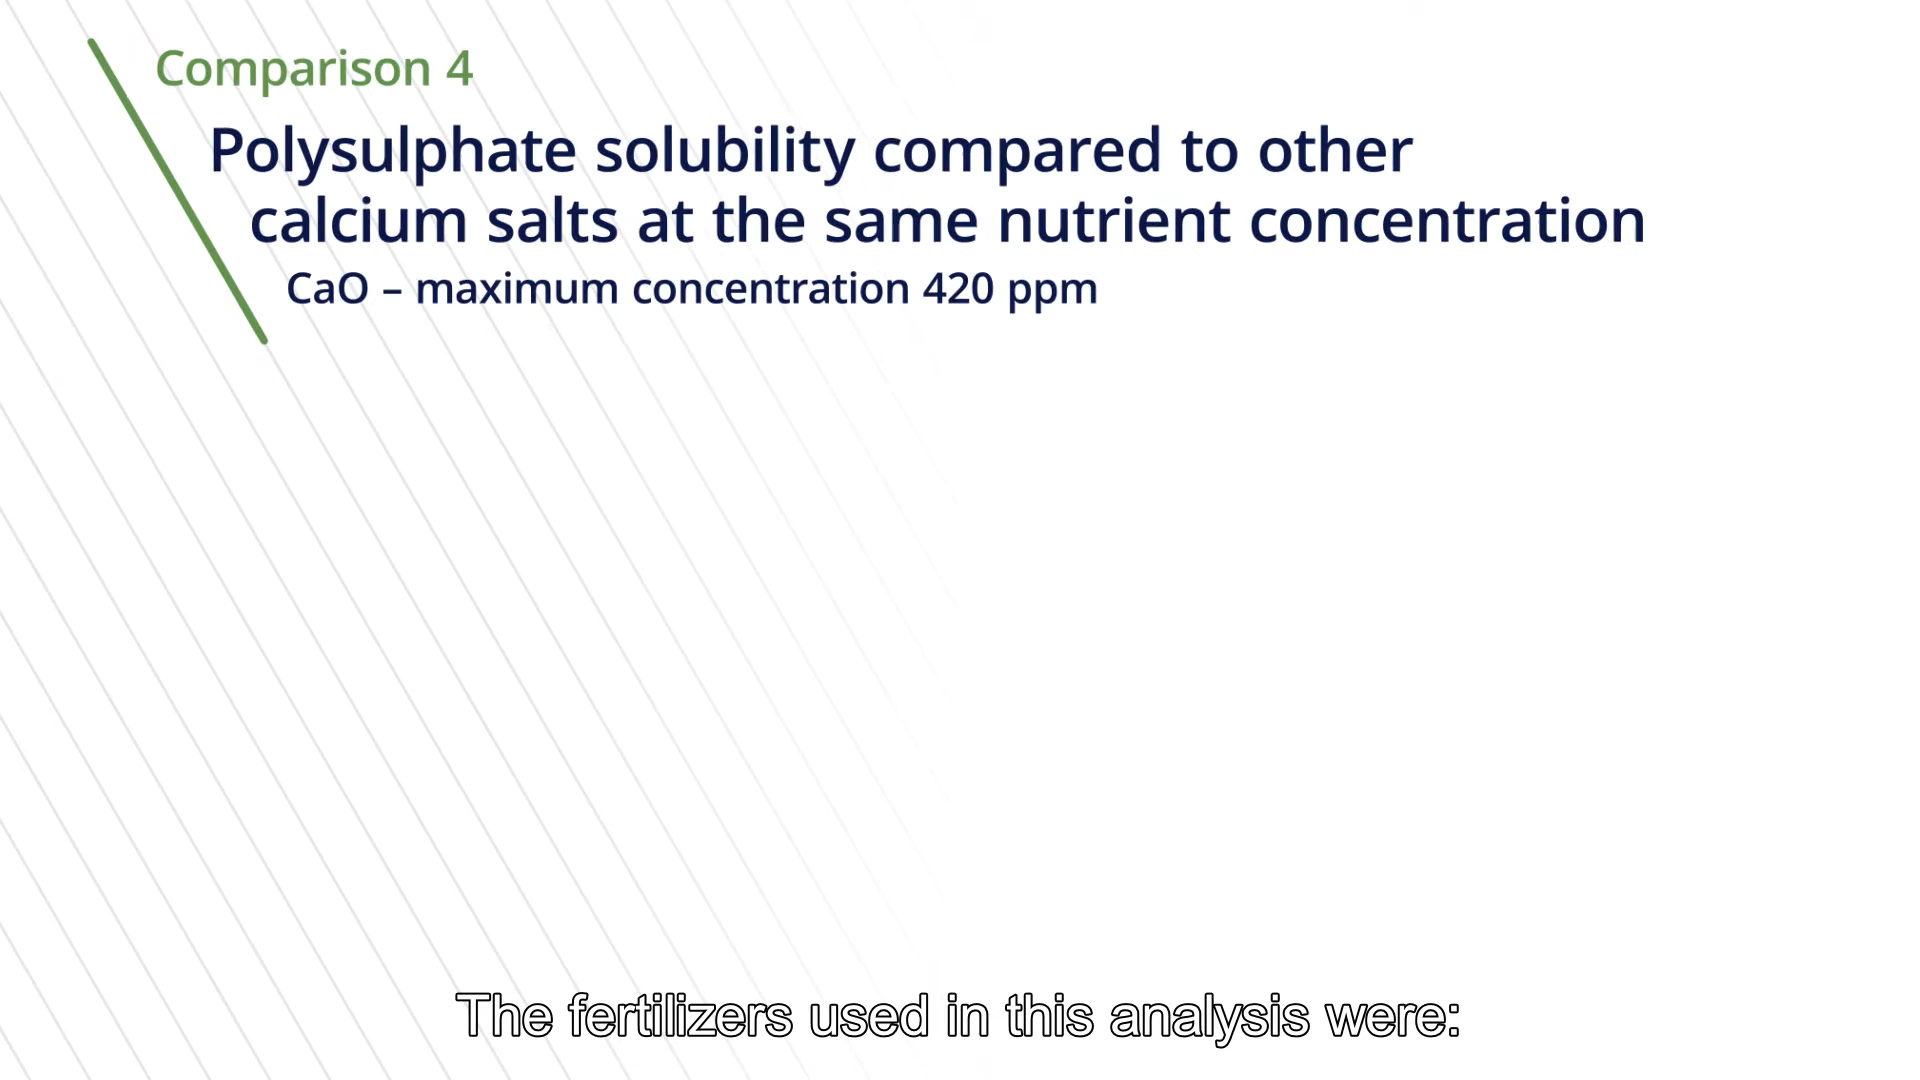 Comparison 4
Polysulphate solubility compared to other
calcium salts at the same nutrient concentration
CaO – maximum concentration 420 ppm
The fertilizers used in this analysis were: